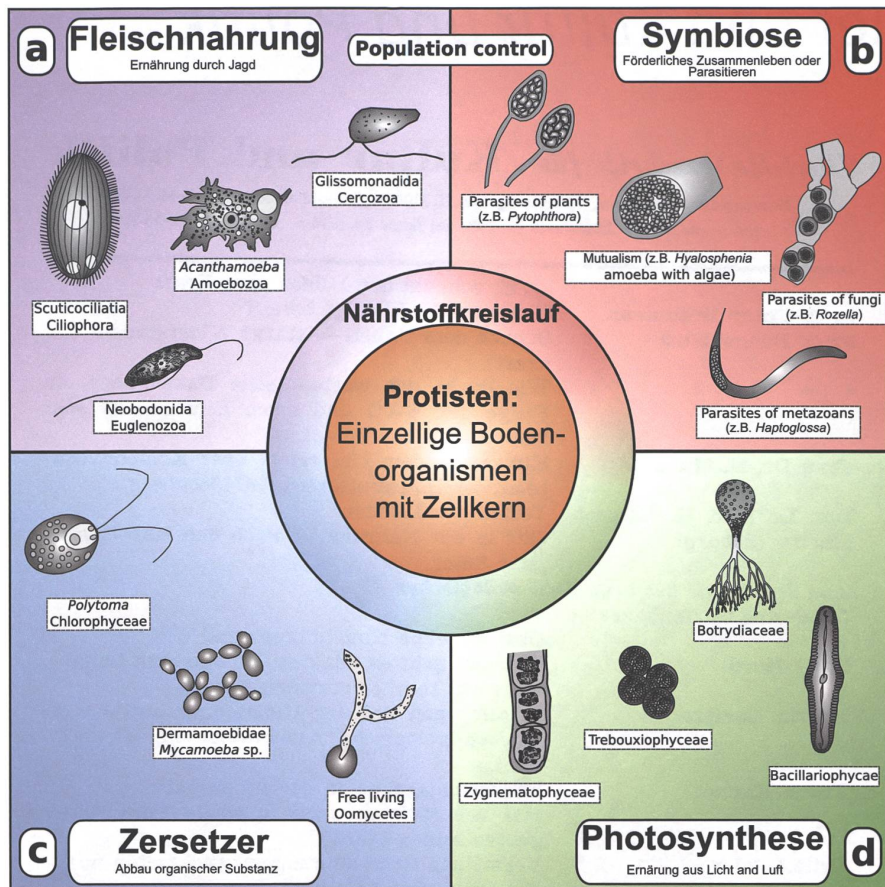 a
Fleischnahrung
Ernährung durch Jagd
Population control
Symbiose
Förderliches Zusammenleben oder
Parasitieren
b
Glissomonadida
Cercozoa
Acanthamoeba
Amoebozoa
Scuticociliatia
Ciliophora
Neobodonida
Euglenozoa
Parasites of plants
(z.B. Pytophthora)
Mutualism (z.B. Hyalosphenia
amoeba with algae)
Parasites of fungi
(z.B. Rozella)
Parasites of metazoans
(z.B. Haptoglossa)
Nährstoffkreislauf
Protisten:
Einzellige Boden-
organismen
mit Zellkern
Polytoma
Chlorophyceae
Dermamoebidae
Mycamoeba sp.
Free living
Oomycetes
Botrydiaceae
Trebouxiophyceae
Zygnematophyceae
Bacillariophycae
c
Zersetzer
Abbau organischer Substanz
Photosynthese
Ernärung aus Licht and Luft
d